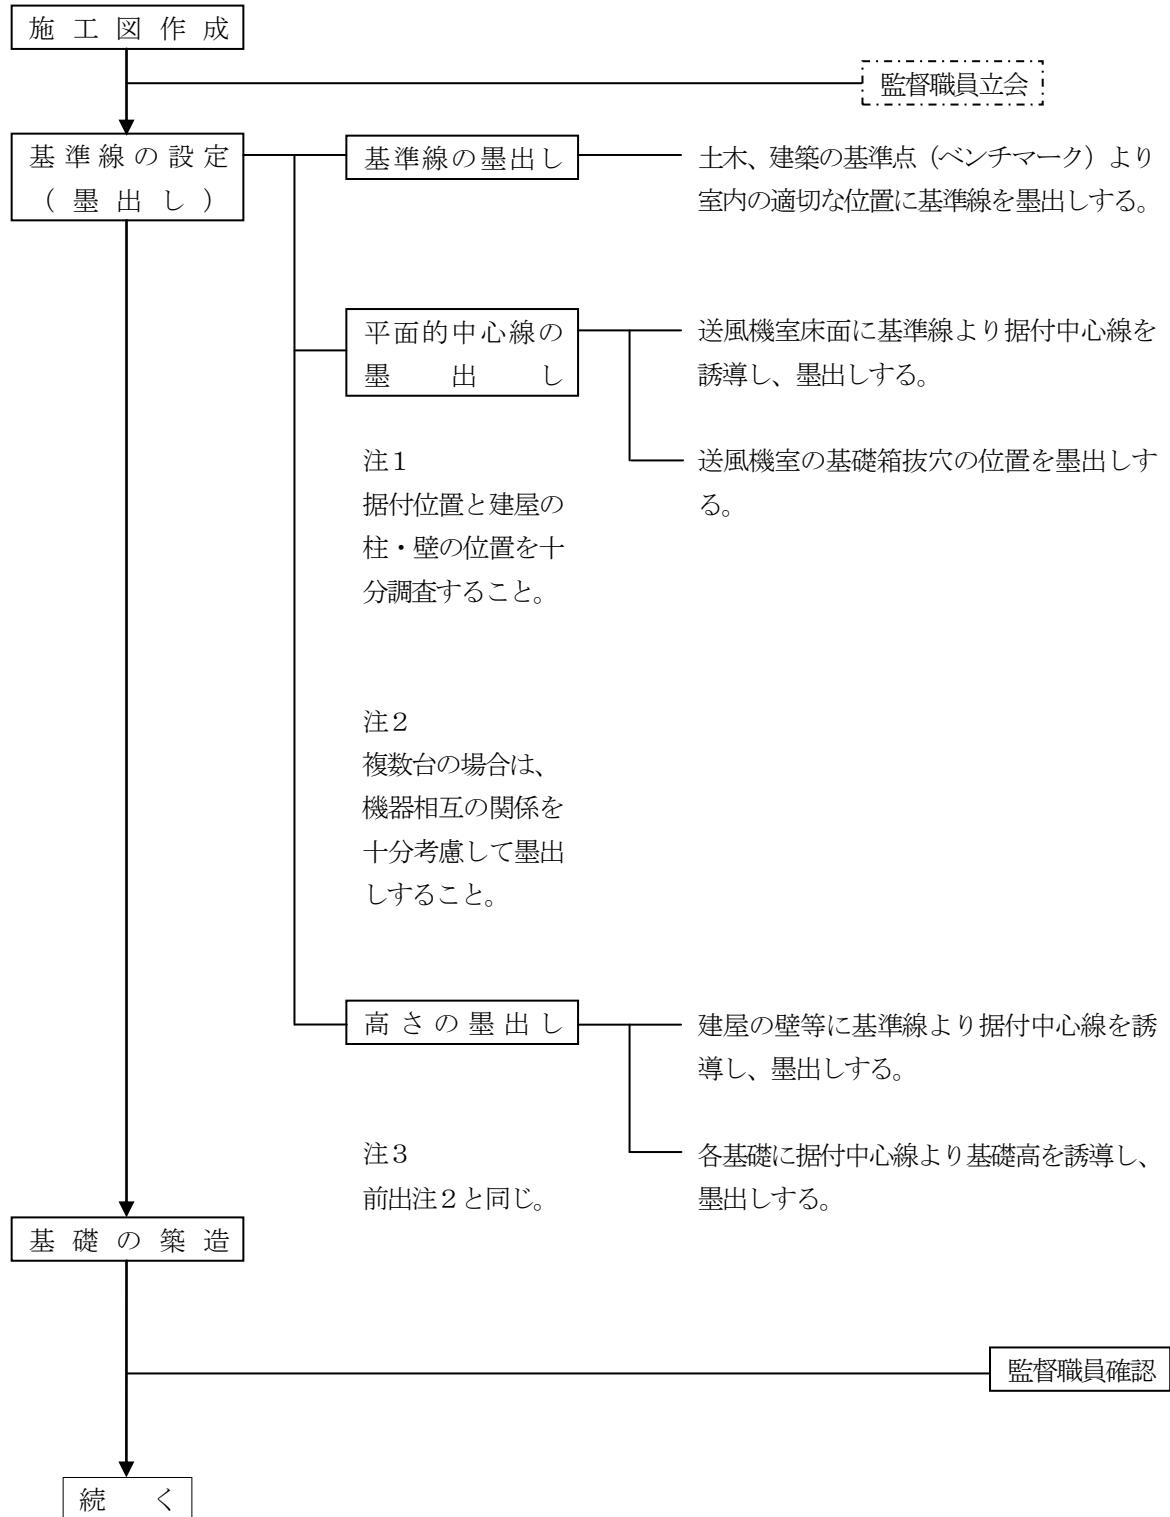 施工図作成
監督職員立会
基準線の設定
（墨出し）
基準線の墨出し
土木、建築の基準点（ベンチマーク）より
室内の適切な位置に基準線を墨出しする。
平面的中心線の
墨出し
送風機室床面に基準線より据付中心線を
誘導し、墨出しする。
送風機室の基礎箱抜穴の位置を墨出しす
る。
注１
据付位置と建屋の
柱・壁の位置を十
分調査すること。
注２
複数台の場合は、
機器相互の関係を
十分考慮して墨出
しすること。
高さの墨出し
建屋の壁等に基準線より据付中心線を誘
導し、墨出しする。
各基礎に据付中心線より基礎高を誘導し、
墨出しする。
注３
前出注２と同じ。
基礎の築造
監督職員確認
続く